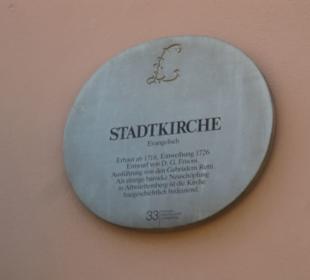 STADTKIRCHE
Evangelisch
Erbaut ab 1718, Einweihung 1726
Entwurf von D. G. Frisoni.
Ausführung von den Gebrüdern Retti.
Als einzige barocke Neuschöpfung
in Altwürttemberg ist die Kirche
baugeschichtlich bedeutend.
33